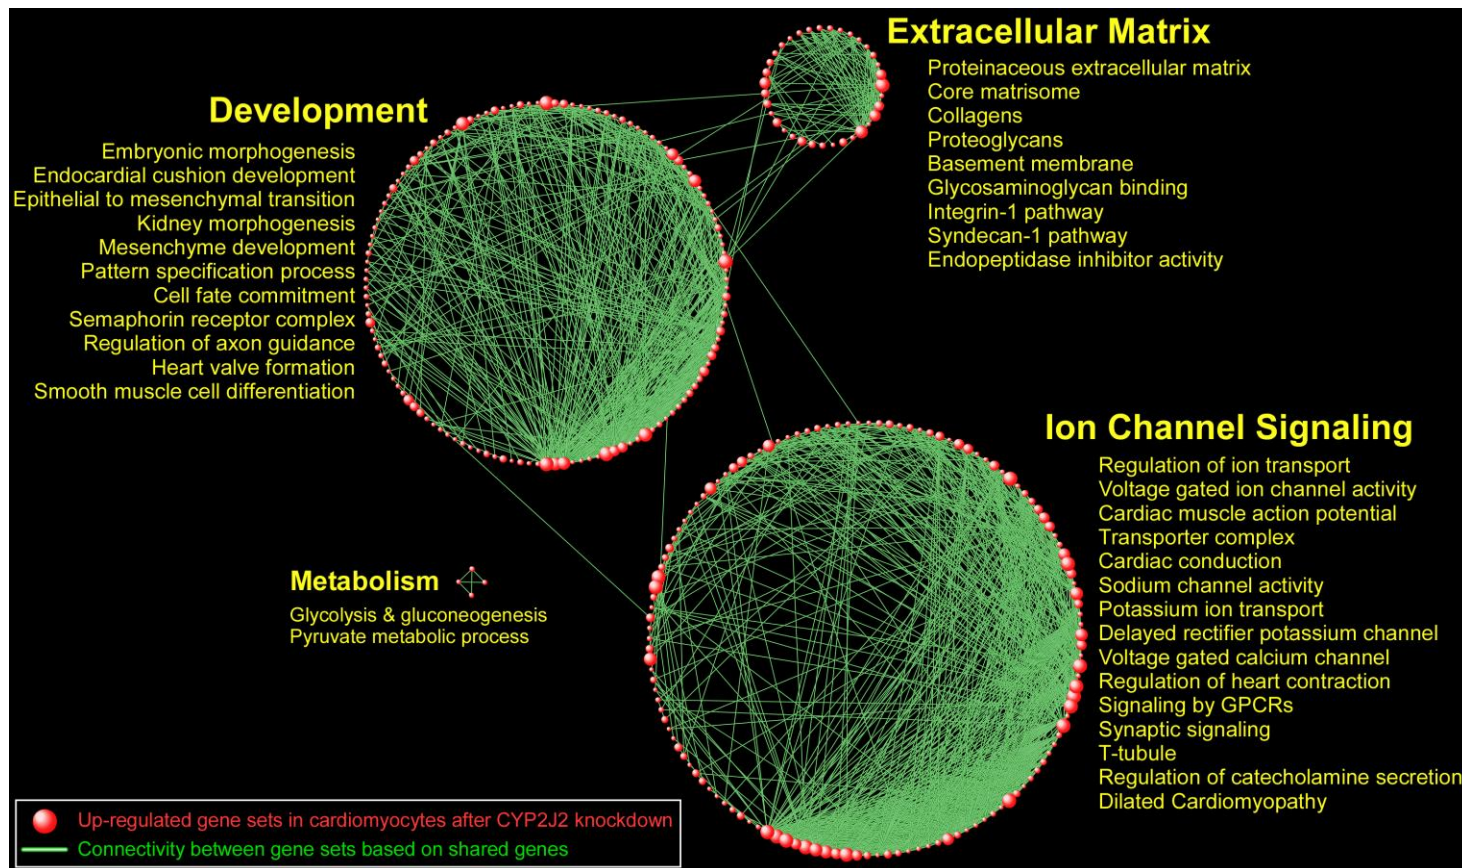 Extracellular Matrix
Proteinaceous extracellular matrix
Core matrisome
Collagens
Proteoglycans
Basement membrane
Glycosaminoglycan binding
Integrin-1 pathway
Syndecan-1 pathway
Endopeptidase inhibitor activity
Development
Embryonic morphogenesis
Endocardial cushion development
Epithelial to mesenchymal transition
Kidney morphogenesis
Mesenchyme development
Pattern specification process
Cell fate commitment
Semaphorin receptor complex
Regulation of axon guidance
Heart valve formation
Smooth muscle cell differentiation
Ion Channel Signaling
Regulation of ion transport
Voltage gated ion channel activity
Cardiac muscle action potential
Transporter complex
Cardiac conduction
Sodium channel activity
Potassium ion transport
Delayed rectifier potassium channel
Voltage gated calcium channel
Regulation of heart contraction
Signaling by GPCRs
Synaptic signaling
T-tubule
Regulation of catecholamine secretion
Dilated Cardiomyopathy
Metabolism
Glycolysis & gluconeogenesis
Pyruvate metabolic process
Up-regulated gene sets in cardiomyocytes after CYP2J2 knockdown
Connectivity between gene sets based on shared genes